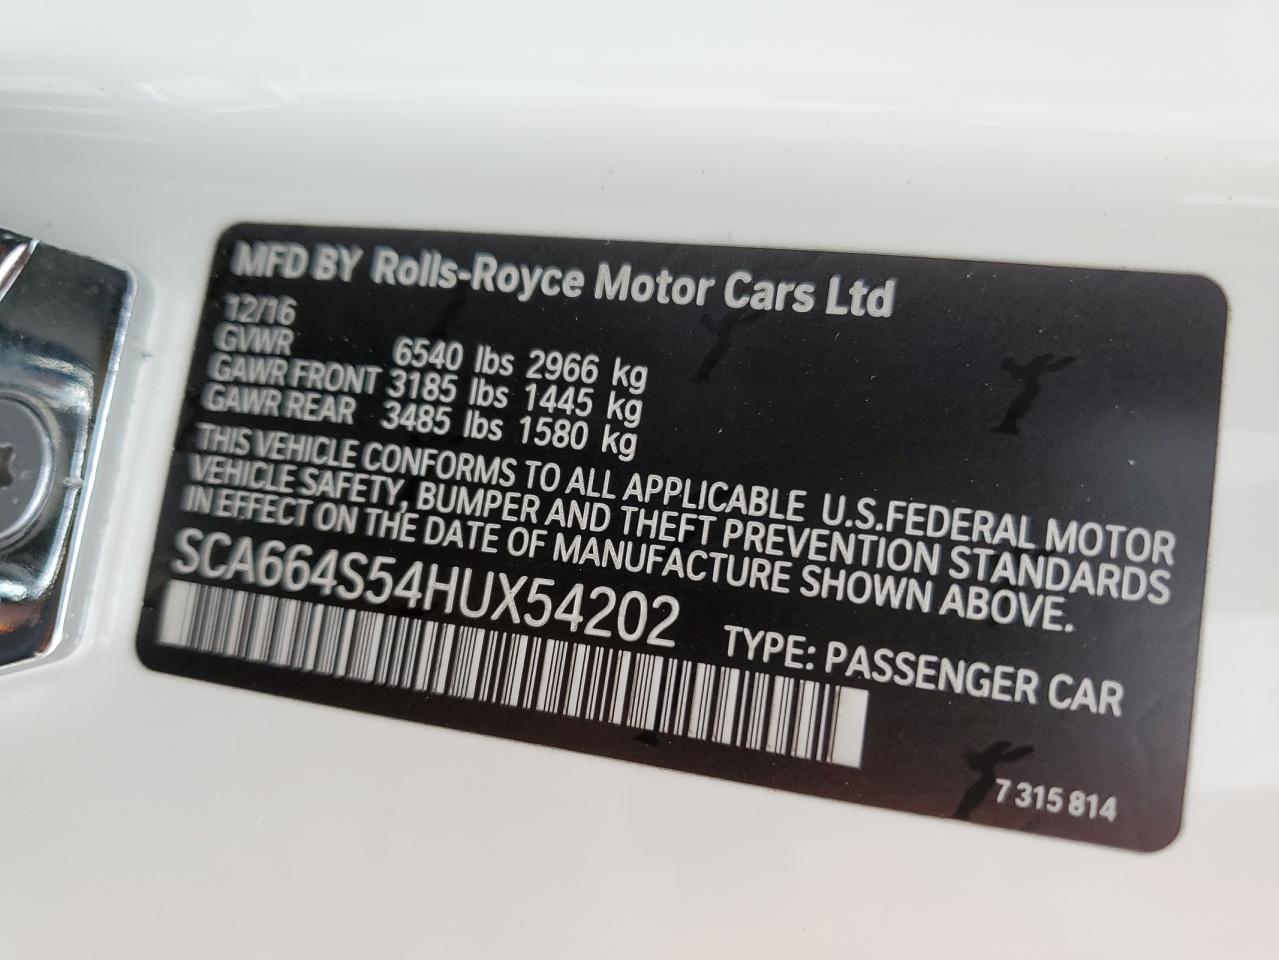 MFD BY Rolls-Royce Motor Cars Ltd
12/16
GVWR 6540 lbs 2966 kg
GAWR FRONT 3185 lbs 1445 kg
GAWR REAR 3485 lbs 1580 kg
THIS VEHICLE CONFORMS TO ALL APPLICABLE U.S.FEDERAL MOTOR
VEHICLE SAFETY, BUMPER AND THEFT PREVENTION STANDARDS
IN EFFECT ON THE DATE OF MANUFACTURE SHOWN ABOVE.
SCA664S54HUX54202
TYPE: PASSENGER CAR
7 315 814